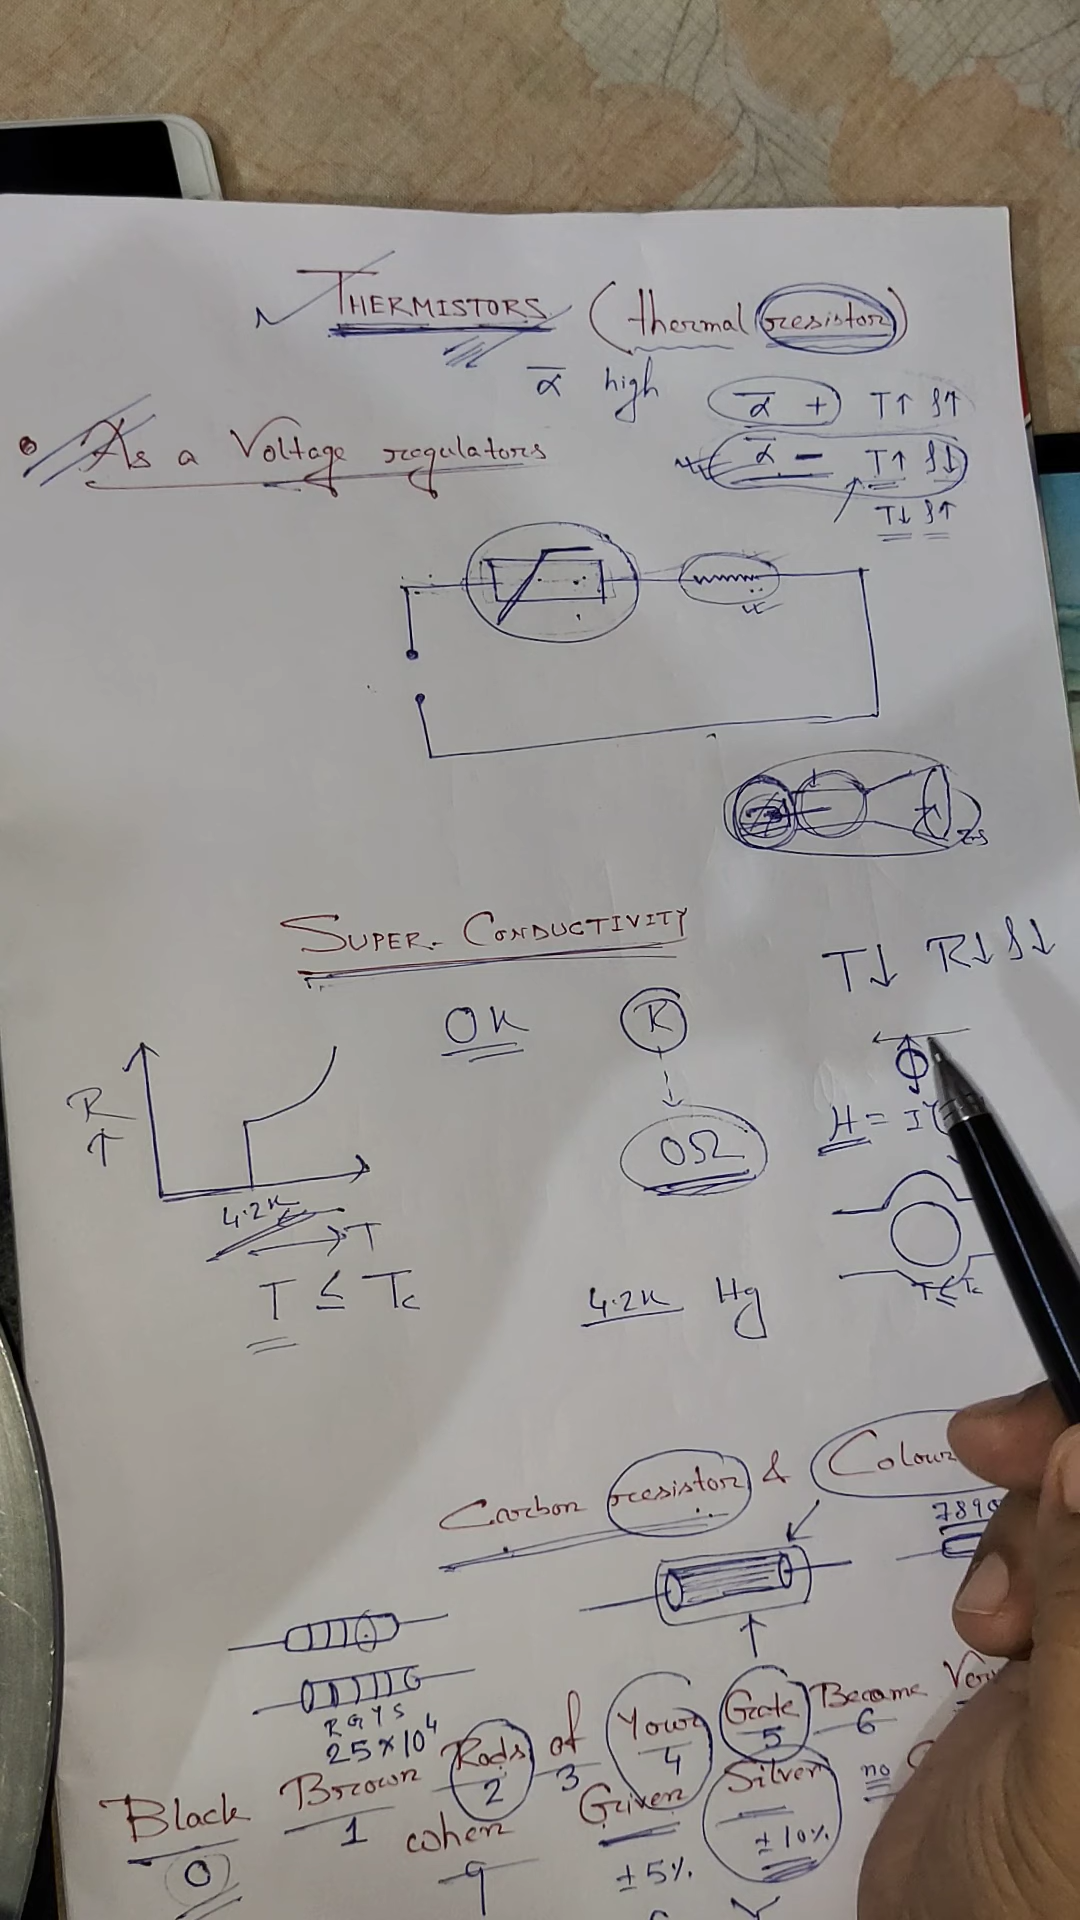 THERMISTORS (thermal resistor)
ᾱ high
ᾱ + T↑ ρ↑
• As a Voltage regulators
ᾱ - T↑ ρ↓
T↓ ρ↑
SUPER-CONDUCTIVITY
T↓ R↓ ρ↓
0K R
ϕ
R
↑
H = I
0Ω
4.2K
→T
T ≤ Tc
4.2K Hg
T ≤ Tc
Carbon resistor & Colour
7890
R G Y S
25×10⁴
Black Brown Rods of Your Gate Became Very
0 1 2 3 4 5 6
when Given Silver no
9 ±5% ±10%